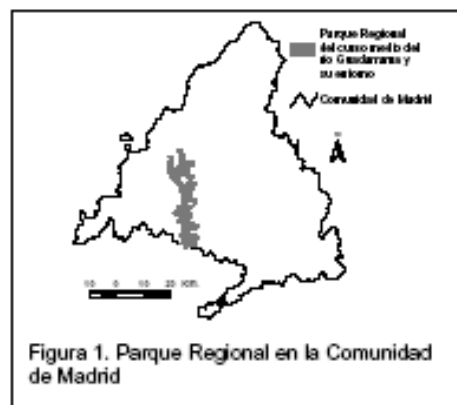 Parque Regional
del curso medio del
río Guadarrama y
su entorno
Comunidad de Madrid
10 0 10 20 Km.
Figura 1. Parque Regional en la Comunidad
de Madrid